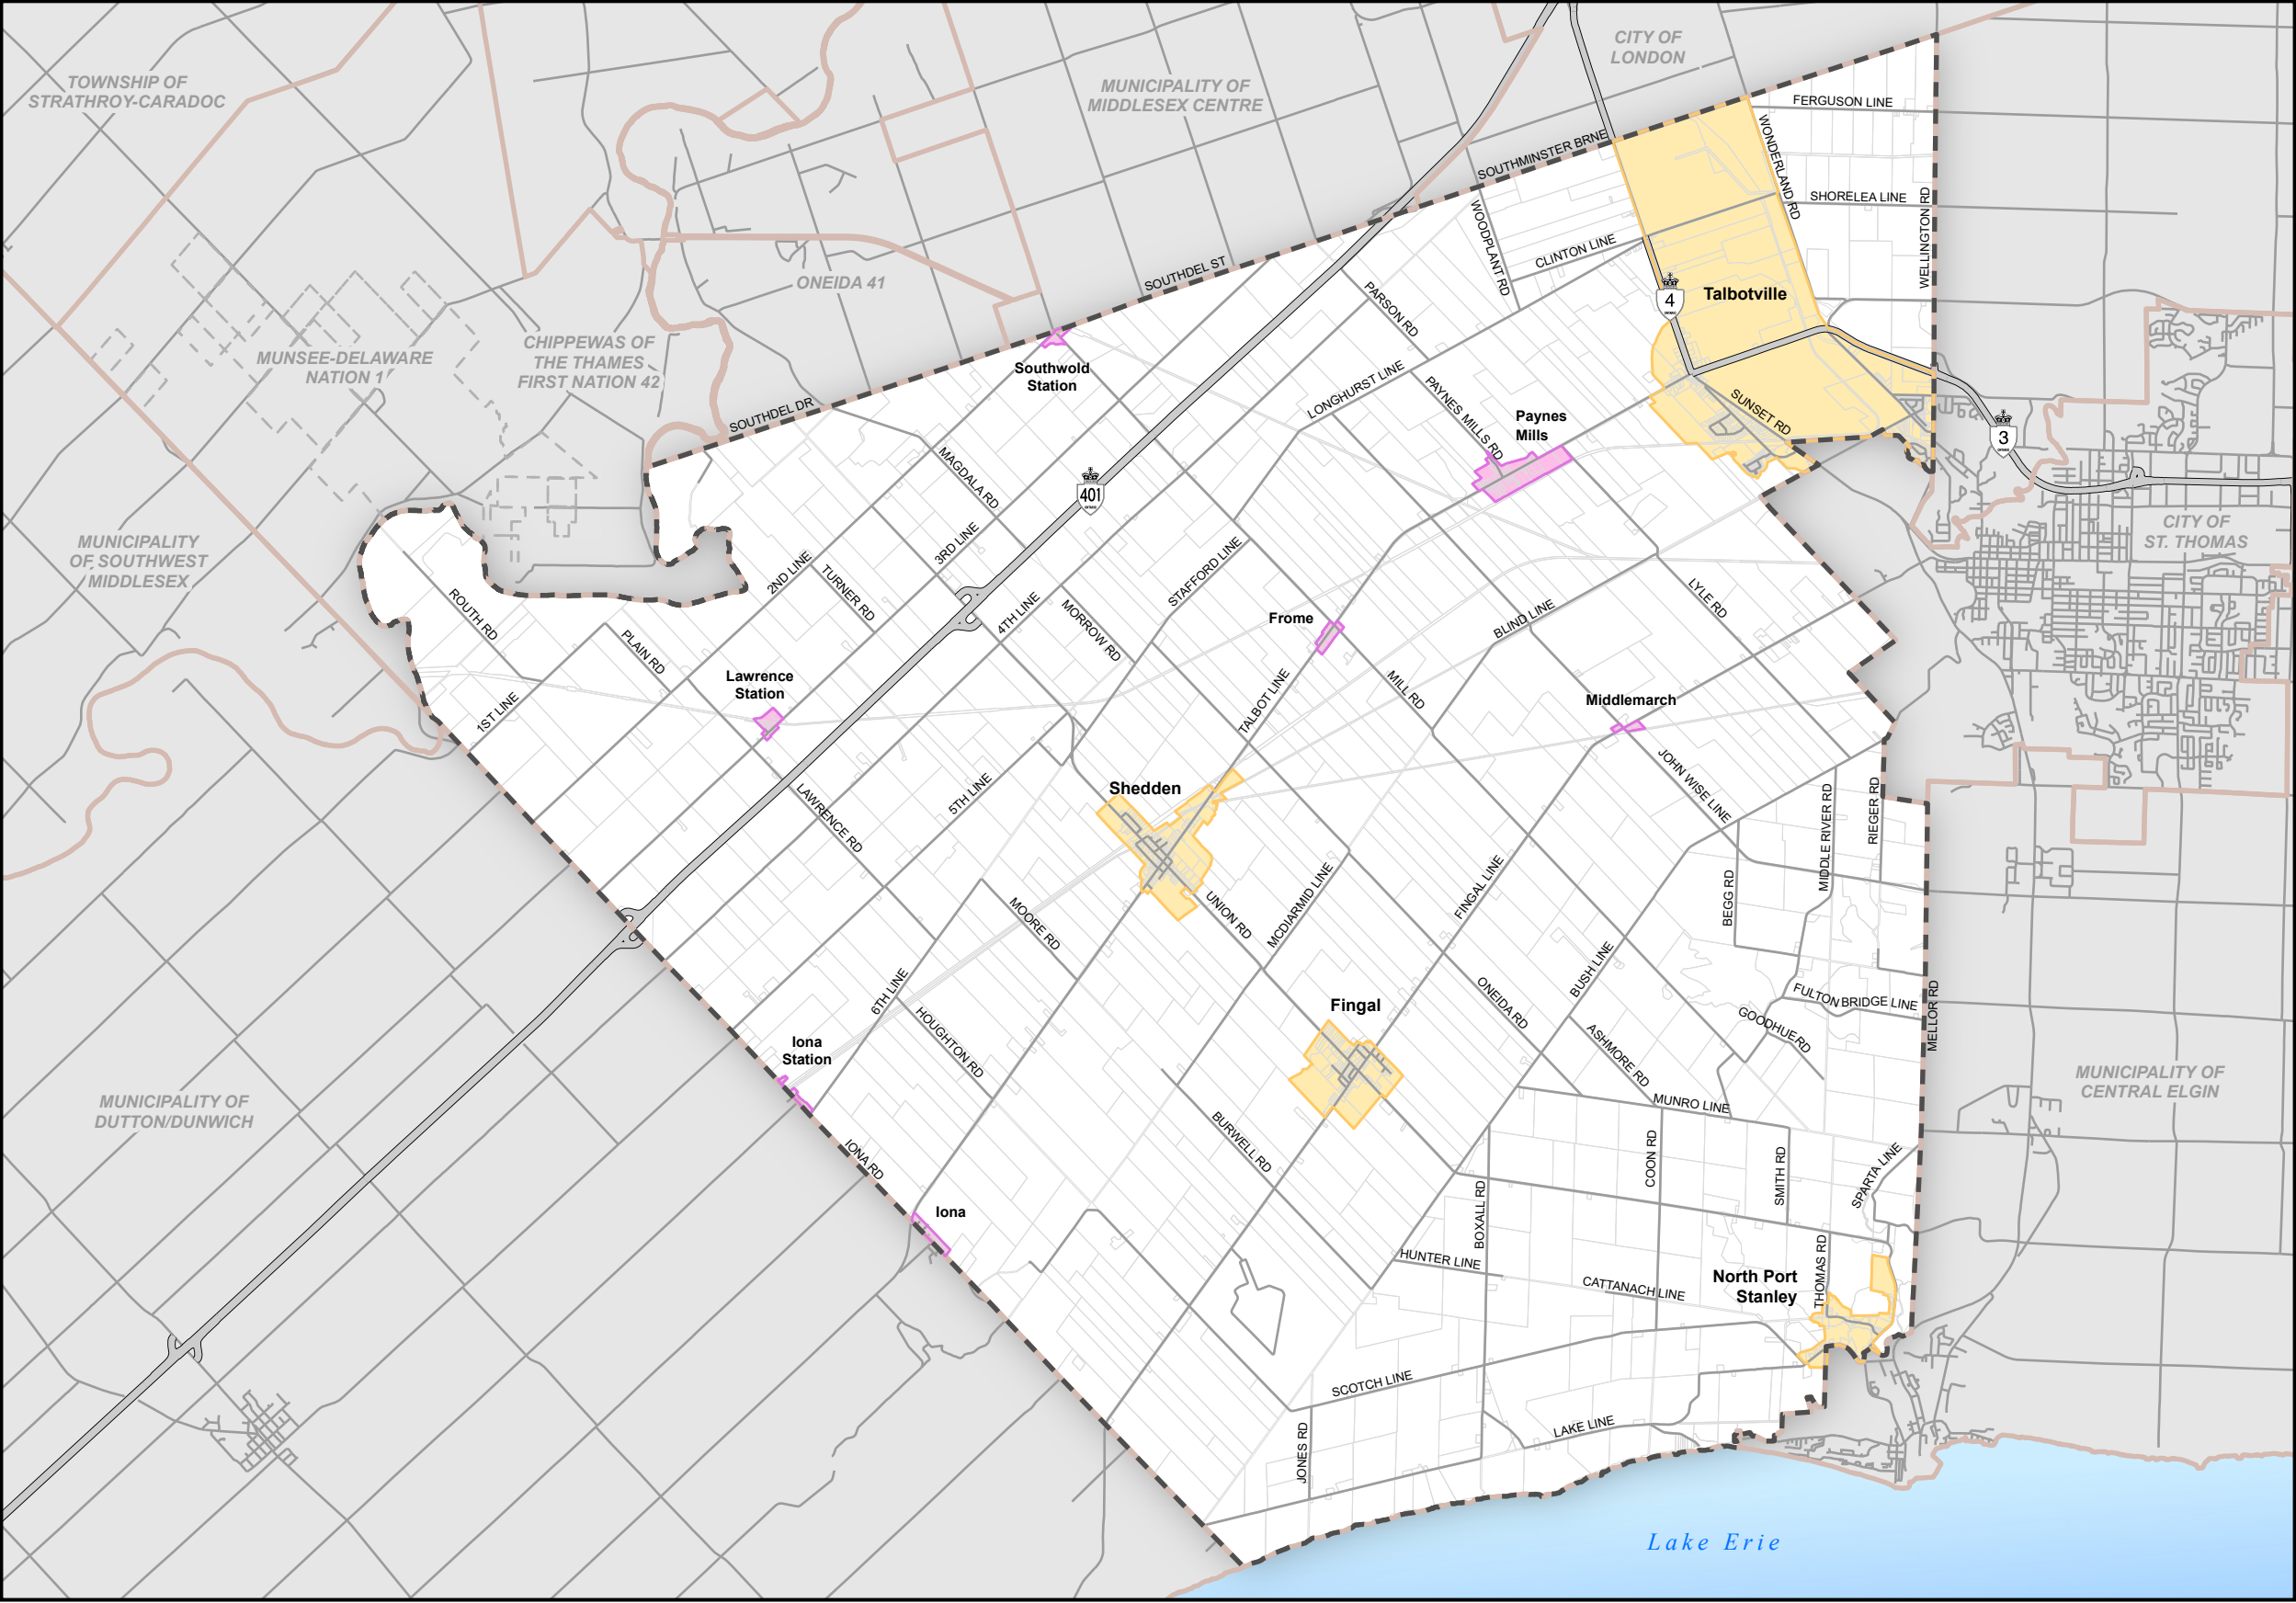 CITY OF
LONDON
TOWNSHIP OF
STRATHROY-CARADOC
MUNICIPALITY OF
MIDDLESEX CENTRE
FERGUSON LINE
WONDERLAND RD
SOUTHMINSTER BRNE
SHORELEA LINE
WELLINGTON RD
WOODPLANT RD
CLINTON LINE
SOUTHDEL ST
ONEIDA 41
4
Talbotville
PARSON RD
CHIPPEWAS OF
THE THAMES
FIRST NATION 42
MUNSEE-DELAWARE
NATION 1
Southwold
Station
LONGHURST LINE
PAYNES MILLS RD
SUNSET RD
SOUTHDEL DR
Paynes
Mills
3
MAGDALA RD
401
CITY OF
ST. THOMAS
MUNICIPALITY
OF SOUTHWEST
MIDDLESEX
3RD LINE
2ND LINE
TURNER RD
STAFFORD LINE
4TH LINE
MORROW RD
ROUTH RD
PLAIN RD
Frome
BLIND LINE
LYLE RD
Lawrence
Station
1ST LINE
TALBOT LINE
MILL RD
Middlemarch
JOHN WISE LINE
Shedden
5TH LINE
LAWRENCE RD
MIDDLE RIVER RD
RIEGER RD
BEGG RD
MOORE RD
UNION RD
MCDIARMID LINE
FINGAL LINE
BUSH LINE
6TH LINE
ONEIDA RD
FULTON BRIDGE LINE
MELLOR RD
Fingal
GOODHUE RD
HOUGHTON RD
ASHMORE RD
Iona
Station
MUNICIPALITY OF
CENTRAL ELGIN
MUNICIPALITY OF
DUTTON/DUNWICH
MUNRO LINE
BURWELL RD
IONA RD
COON RD
SMITH RD
SPARTA LINE
Iona
BOXALL RD
HUNTER LINE
CATTANACH LINE
THOMAS RD
North Port
Stanley
SCOTCH LINE
LAKE LINE
JONES RD
Lake Erie